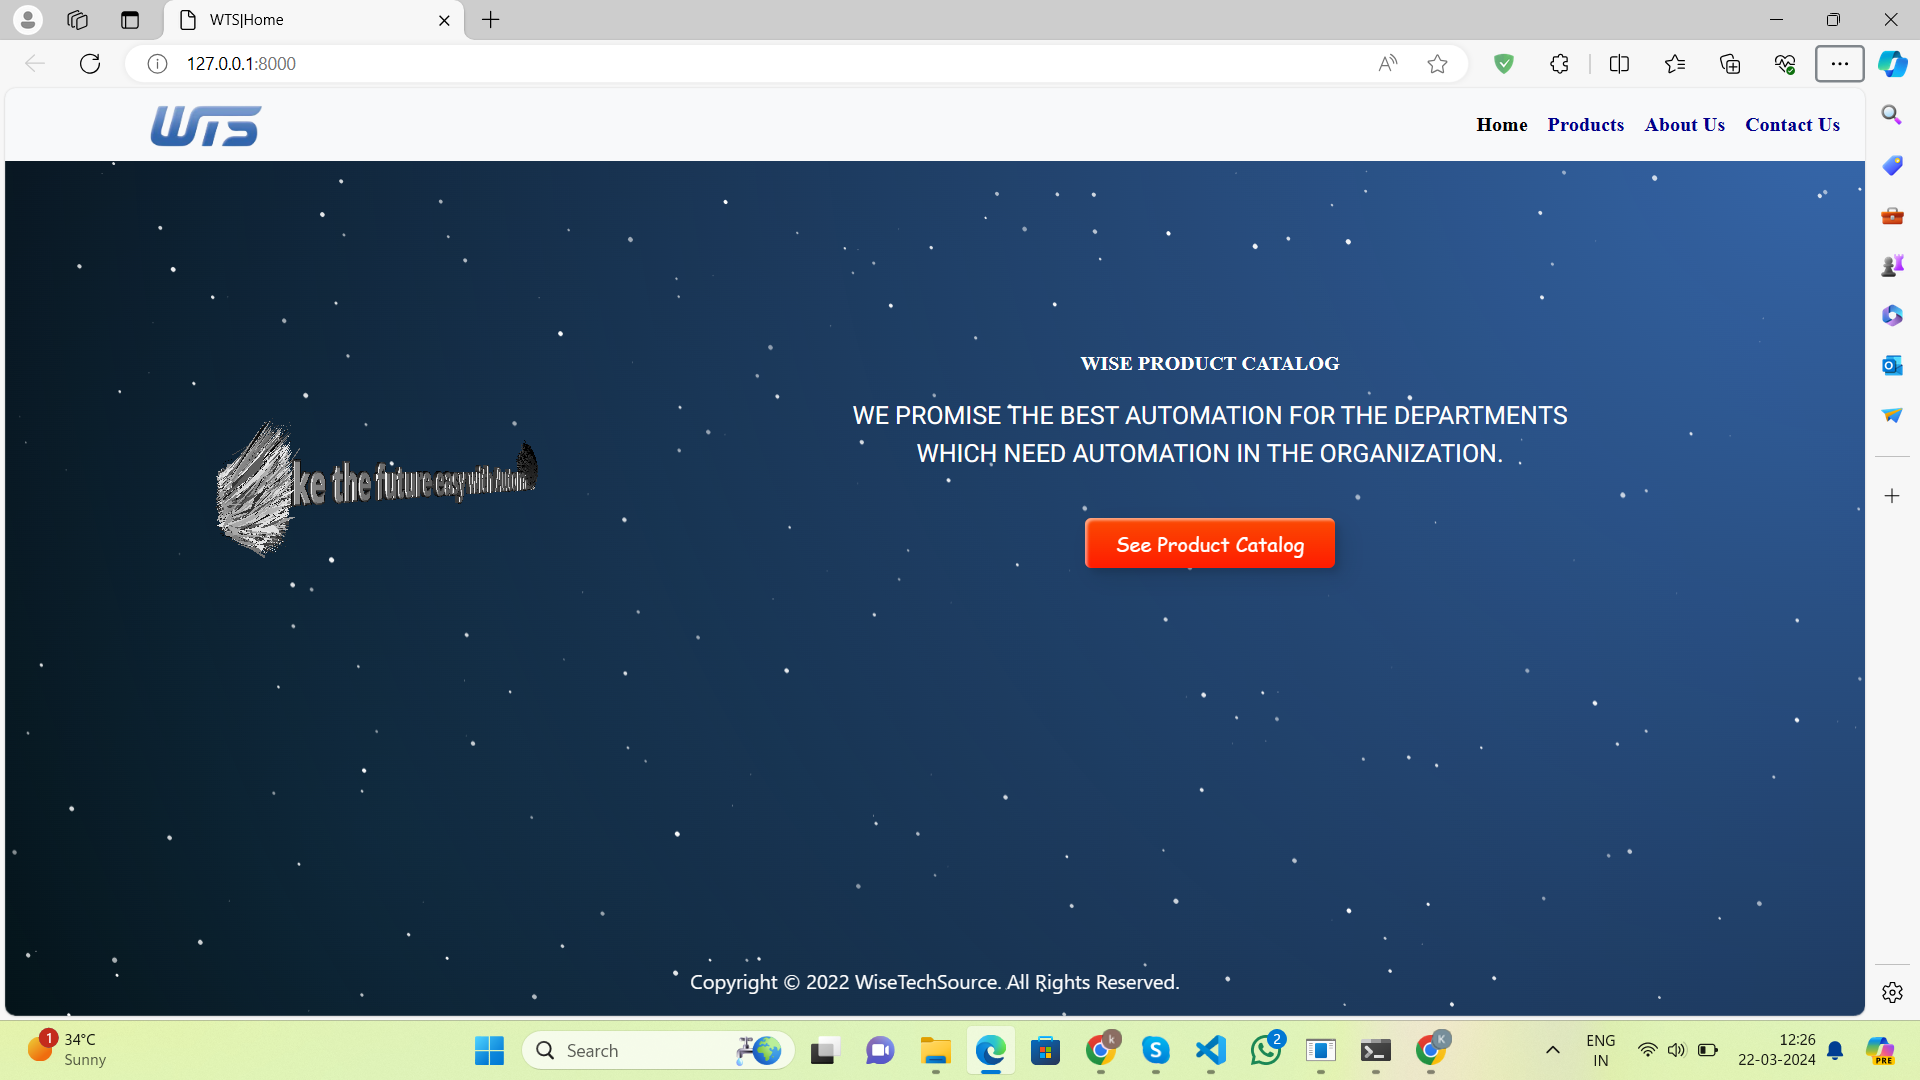 WTS|Home
127.0.0.1:8000
WTS
Home Products About Us Contact Us
WISE PRODUCT CATALOG
WE PROMISE THE BEST AUTOMATION FOR THE DEPARTMENTS
WHICH NEED AUTOMATION IN THE ORGANIZATION.
ke the future easy with Autom
See Product Catalog
Copyright © 2022 WiseTechSource. All Rights Reserved.
1
34°C
Sunny
Search
k
2
K
ENG
IN
12:26
22-03-2024
PRE